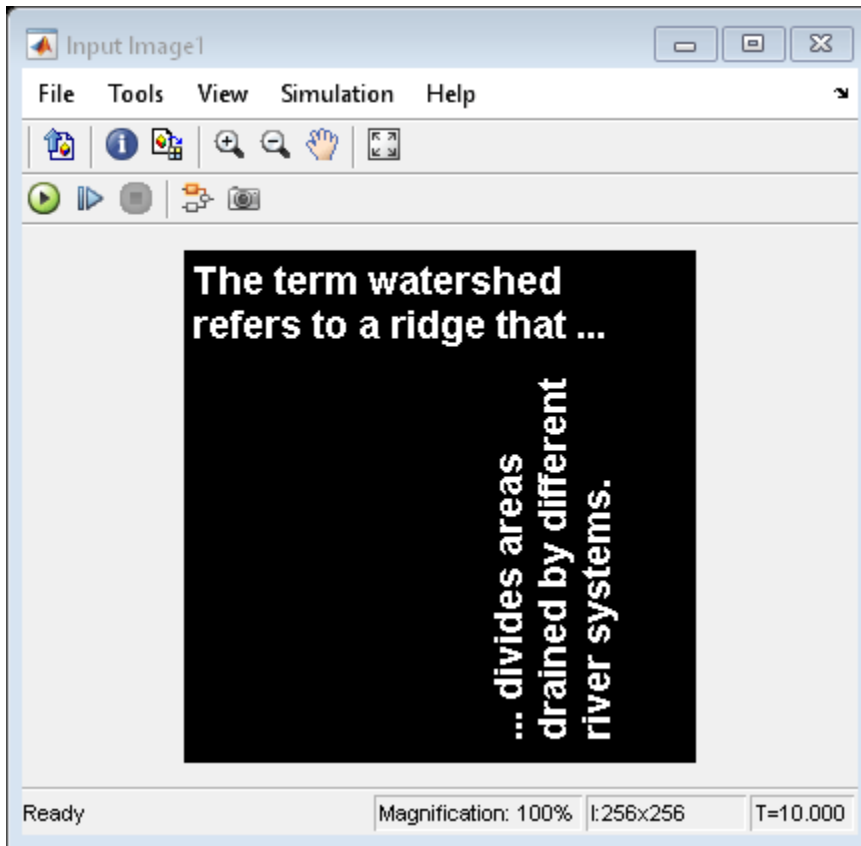 Input Image1
File Tools View Simulation Help
The term watershed
refers to a ridge that ...
... divides areas
drained by different
river systems.
Ready Magnification: 100% I:256x256 T=10.000